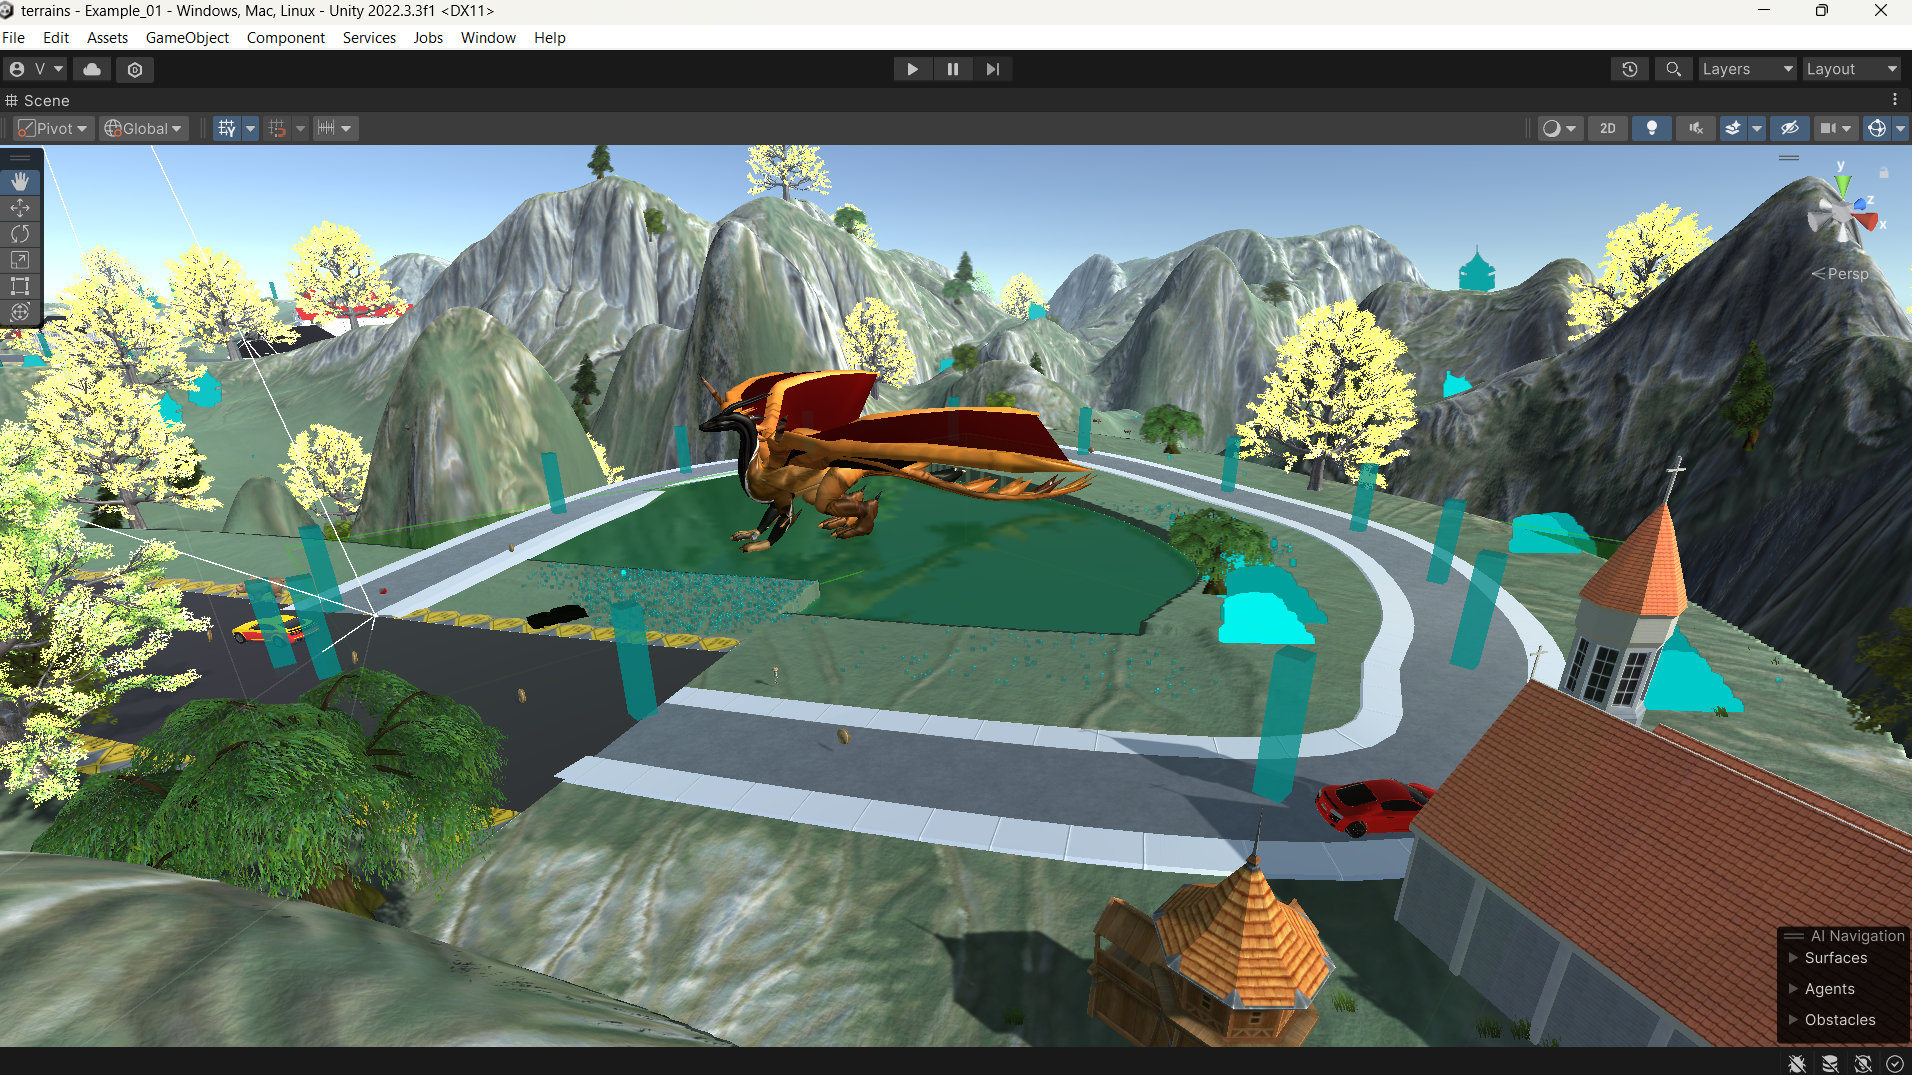 terrains - Example_01 - Windows, Mac, Linux - Unity 2022.3.3f1 <DX11>
File Edit Assets GameObject Component Services Jobs Window Help
V Layers Layout
Scene
Pivot Global 2D
y
z
x
Persp
AI Navigation
Surfaces
Agents
Obstacles